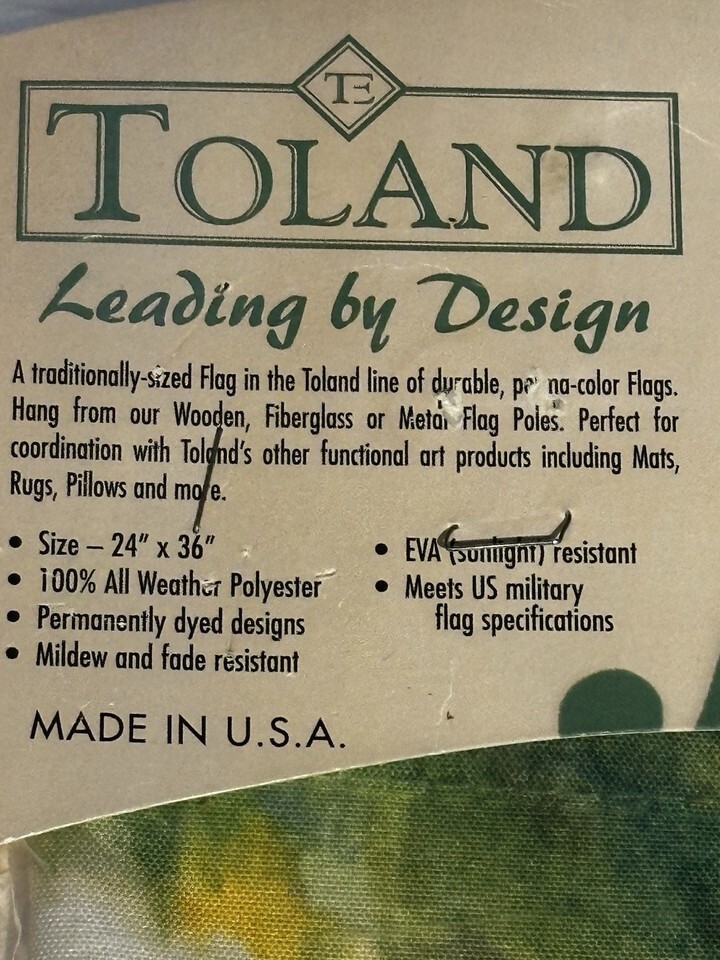 TE
TOLAND
Leading by Design
A traditionally-sized Flag in the Toland line of durable, perma-color Flags.
Hang from our Wooden, Fiberglass or Metal Flag Poles. Perfect for
coordination with Toland's other functional art products including Mats,
Rugs, Pillows and more.
• Size – 24" x 36"
• 100% All Weather Polyester
• Permanently dyed designs
• Mildew and fade resistant
• EVA (sunlight) resistant
• Meets US military
flag specifications
MADE IN U.S.A.